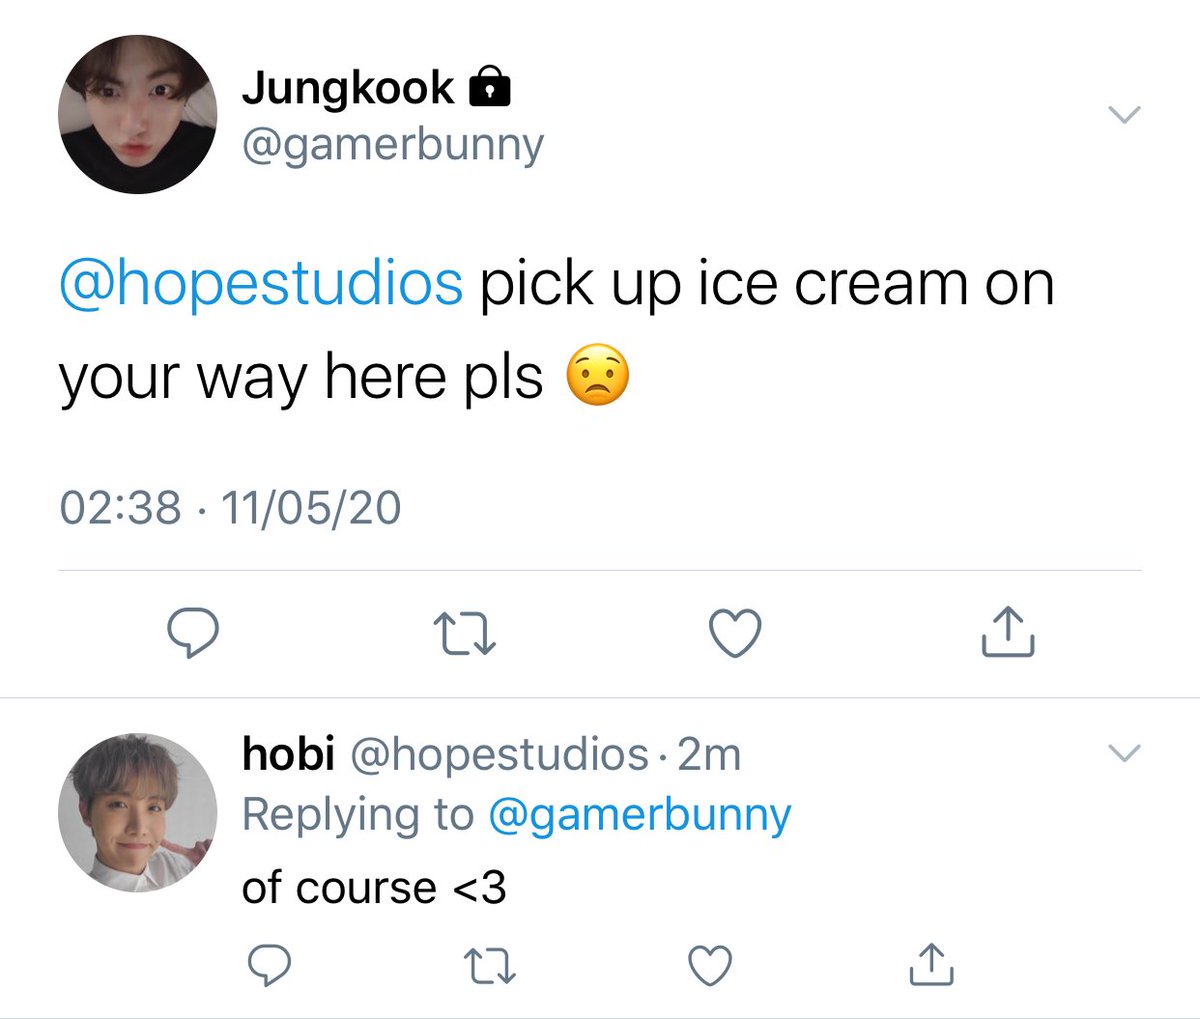 Jungkook 🔒
@gamerbunny
@hopestudios pick up ice cream on
your way here pls 😟
02:38 · 11/05/20
hobi @hopestudios · 2m
Replying to @gamerbunny
of course <3